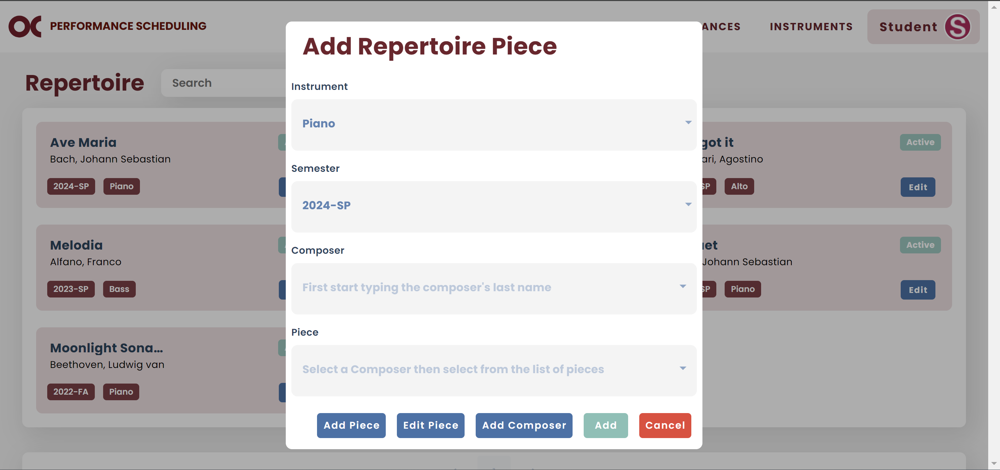 OC PERFORMANCE SCHEDULING
INSTRUMENTS
Student S
Repertoire
Search
Ave Maria
Bach, Johann Sebastian
2024-SP Piano
Melodia
Alfano, Franco
2023-SP Bass
Moonlight Sona...
Beethoven, Ludwig van
2022-FA Piano
Add Repertoire Piece
Instrument
Piano
Semester
2024-SP
Composer
First start typing the composer's last name
Piece
Select a Composer then select from the list of pieces
Add Piece Edit Piece Add Composer Add Cancel
got it
Active
Agostino
SP Alto
Edit
Active
Johann Sebastian
SP Piano
Edit